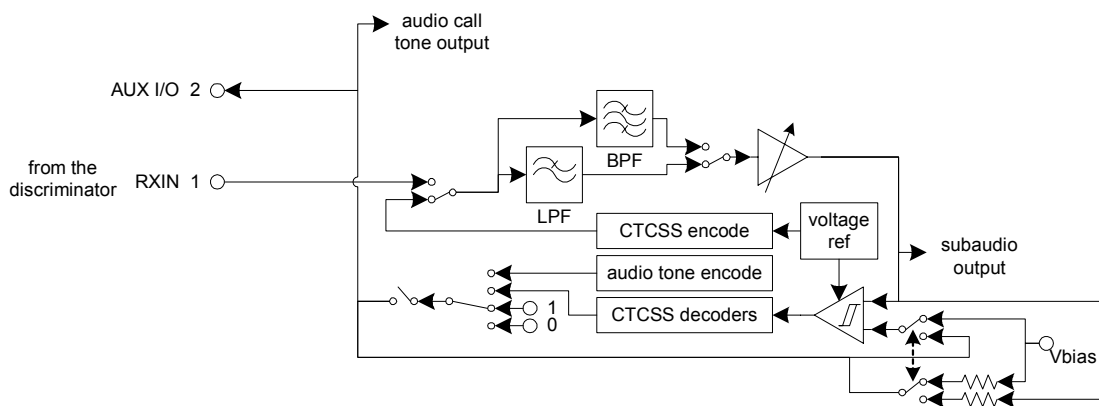 audio call
tone output
AUX I/O 2
from the
discriminator
RXIN 1
BPF
LPF
CTCSS encode
voltage
ref
subaudio
output
audio tone encode
CTCSS decoders
1
0
Vbias